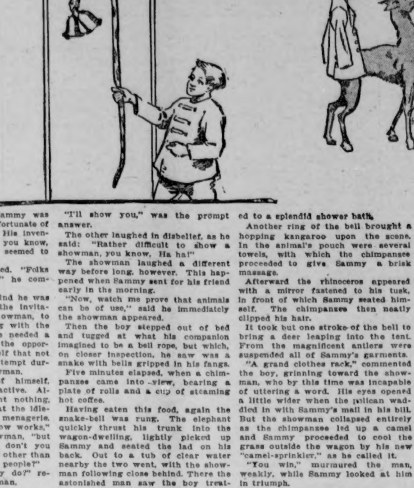 ammy was
fortunate of
His inven-
you know,
seemed to
ed. "Folks
he com-
nd he was
the invita-
owman, to
r with the
needed a
the oppor-
lf that not
tempt dur-
wman.
f himself,
active. Al-
nt nothing,
t the idle-
menagerie.
ow works,"
rman, "but
don't you
other than
people?"
y do?" re-
man.
"I'll show you," was the prompt
answer.
The other laughed in disbelief, as he
said: "Rather difficult to show a
showman, you know, Ha ha!"
The showman laughed a different
way before long, however. This hap-
pened when Sammy sent for his friend
early in the morning.
"Now, watch me prove that animals
can be of use," said he immediately
the showman appeared.
Then the boy stepped out of bed
and tugged at what his companion
imagined to be a bell rope, but which,
on closer inspection, he saw was a
snake with bells gripped in his fangs.
Five minutes elapsed, when a chim-
panzee came into view, bearing a
plate of rolls and a cup of steaming
hot coffee.
Having eaten this food, again the
snake-bell was rung. The elephant
quickly thrust his trunk into the
wagon-dwelling, lightly picked up
Sammy and seated the lad on his
back. Out to a tub of clear water
nearby the two went, with the show-
man following close behind. There the
astonished man saw the boy treat-
ed to a splendid shower bath.
Another ring of the bell brought a
hopping kangaroo upon the scene.
In the animal's pouch were several
towels, with which the chimpanzee
proceeded to give Sammy a brisk
massage.
Afterward the rhinoceros appeared
with a mirror fastened to his tusk,
in front of which Sammy seated him-
self. The chimpanzee then neatly
clipped his hair.
It took but one stroke of the bell to
bring a deer leaping into the tent.
From the magnificent antlers were
suspended all of Sammy's garments.
"A grand clothes rack," commented
the boy, grinning toward the show-
man, who by this time was incapable
of uttering a word. His eyes opened
a little wider when the pelican wad-
dled in with Sammy's mail in his bill.
But the showman collapsed entirely
as the chimpanzee led up a camel
and Sammy proceeded to cool the
grass outside the wagon by his new
"camel-sprinkler," as he called it.
"You win," murmured the man,
weakly, while Sammy looked at him
in triumph.